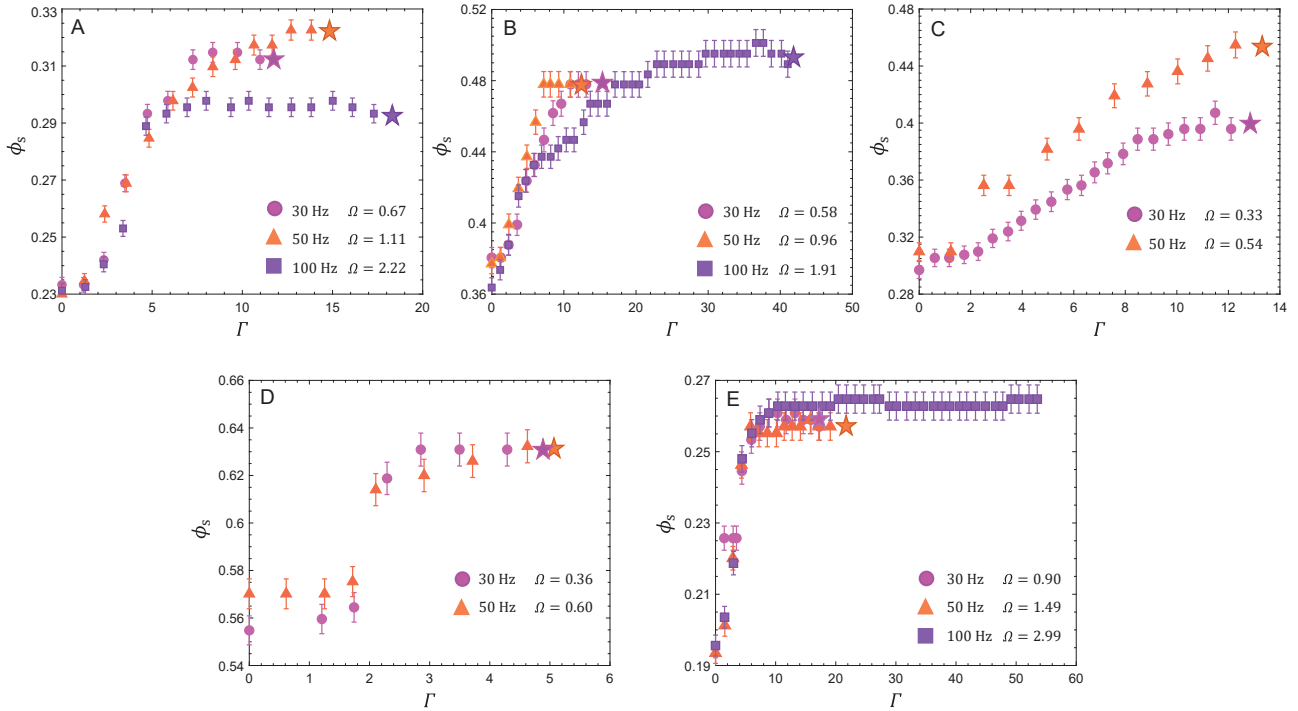 A
0.33
0.31
0.29
0.27
0.25
0.23
ϕs
0 5 10 15 20
Γ
30 Hz Ω = 0.67
50 Hz Ω = 1.11
100 Hz Ω = 2.22
B
0.52
0.48
0.44
0.4
0.36
ϕs
0 10 20 30 40 50
Γ
30 Hz Ω = 0.58
50 Hz Ω = 0.96
100 Hz Ω = 1.91
C
0.48
0.44
0.4
0.36
0.32
0.28
ϕs
0 2 4 6 8 10 12 14
Γ
30 Hz Ω = 0.33
50 Hz Ω = 0.54
D
0.66
0.64
0.62
0.6
0.58
0.56
0.54
ϕs
0 1 2 3 4 5 6
Γ
30 Hz Ω = 0.36
50 Hz Ω = 0.60
E
0.27
0.25
0.23
0.21
0.19
ϕs
0 10 20 30 40 50 60
Γ
30 Hz Ω = 0.90
50 Hz Ω = 1.49
100 Hz Ω = 2.99